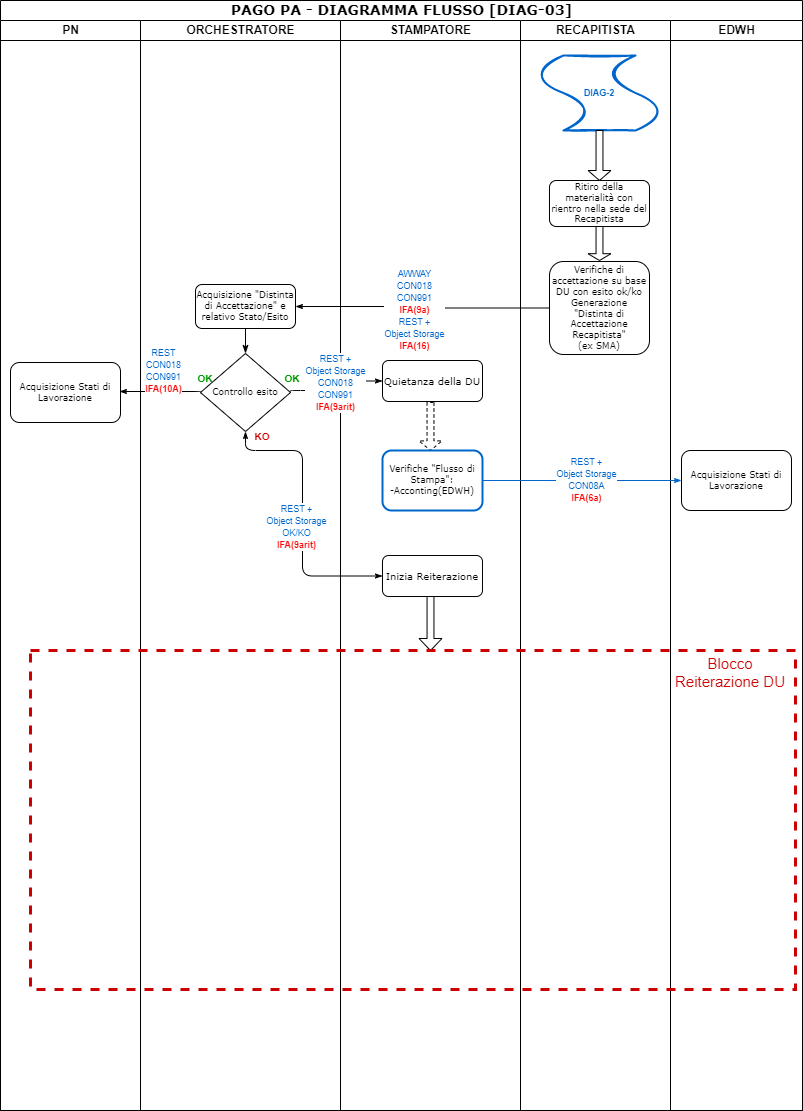 PAGO PA - DIAGRAMMA FLUSSO [DIAG-03]
PN
ORCHESTRATORE
STAMPATORE
RECAPITISTA
EDWH
DIAG-2
Ritiro della
materialità con
rientro nella sede del
Recapitista
Verifiche di
accettazione su base
DU con esito ok/ko
Generazione
"Distinta di
Accettazione
Recapitista"
(ex SMA)
AWWAY
CON018
CON991
IFA(9a)
REST +
Object Storage
IFA(16)
Acquisizione "Distinta
di Accettazione" e
relativo Stato/Esito
Controllo esito
OK
REST
CON018
CON991
IFA(10A)
Acquisizione Stati di
Lavorazione
OK
REST +
Object Storage
CON018
CON991
IFA(9arit)
Quietanza della DU
Verifiche "Flusso di
Stampa":
-Acconting(EDWH)
REST +
Object Storage
CON08A
IFA(6a)
Acquisizione Stati di
Lavorazione
KO
REST +
Object Storage
OK/KO
IFA(9arit)
Inizia Reiterazione
Blocco
Reiterazione DU